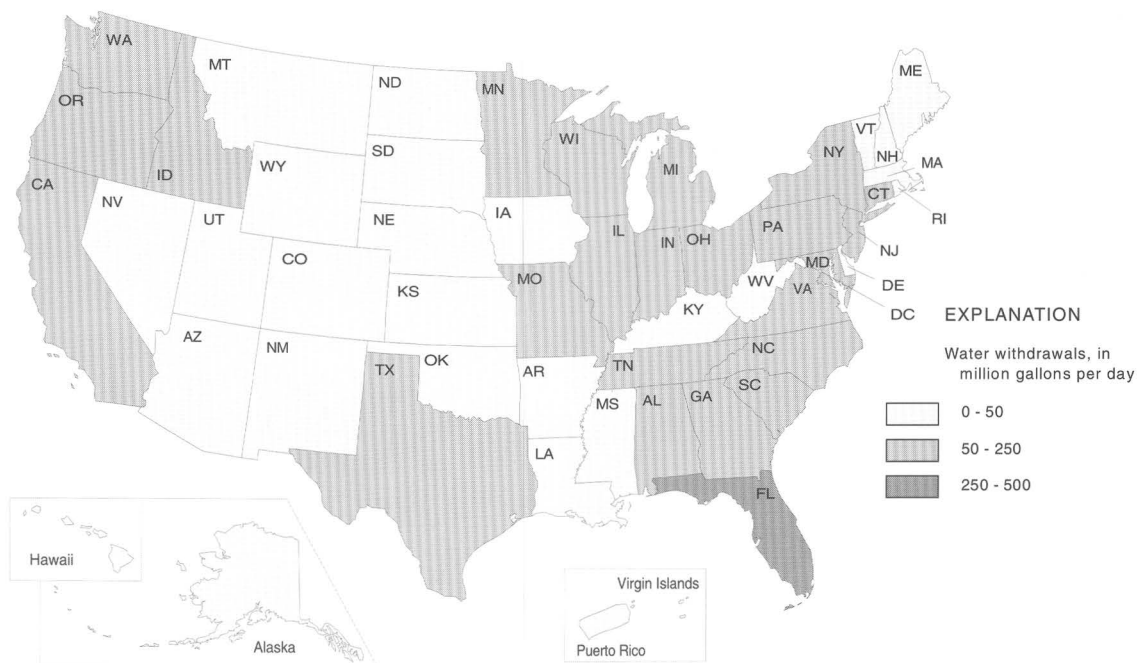 WA
MT
ND
MN
ME
OR
VT
ID
SD
WI
NY
NH
MA
WY
MI
CT
CA
NV
UT
NE
IA
IL
IN
OH
PA
RI
NJ
CO
MO
MD
DE
KS
WV
VA
DC
KY
AZ
NM
OK
TX
AR
TN
NC
SC
MS
AL
GA
LA
FL
EXPLANATION
Water withdrawals, in
million gallons per day
0 - 50
50 - 250
250 - 500
Hawaii
Alaska
Virgin Islands
Puerto Rico